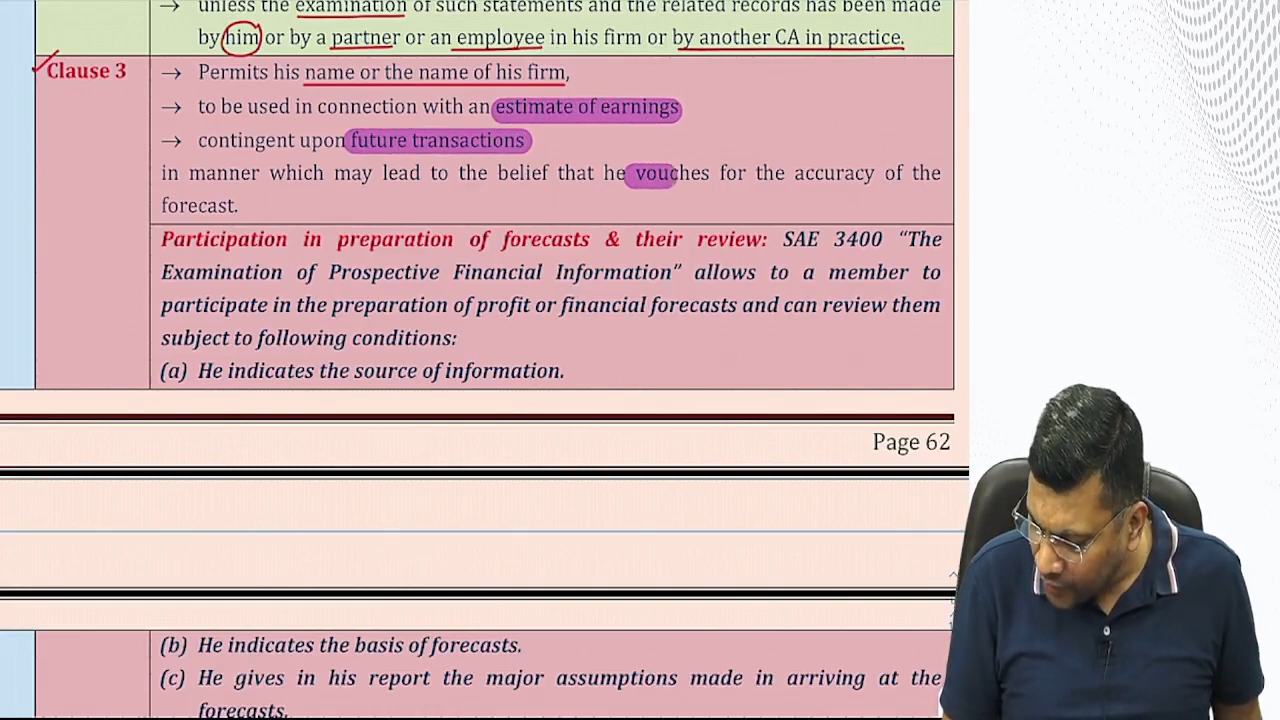 → unless the examination of such statements and the related records has been made
by him or by a partner or an employee in his firm or by another CA in practice.
Clause 3
→ Permits his name or the name of his firm,
→ to be used in connection with an estimate of earnings
→ contingent upon future transactions
in manner which may lead to the belief that he vouches for the accuracy of the
forecast.
Participation in preparation of forecasts & their review: SAE 3400 “The
Examination of Prospective Financial Information” allows to a member to
participate in the preparation of profit or financial forecasts and can review them
subject to following conditions:
(a) He indicates the source of information.
Page 62
(b) He indicates the basis of forecasts.
(c) He gives in his report the major assumptions made in arriving at the
forecasts.